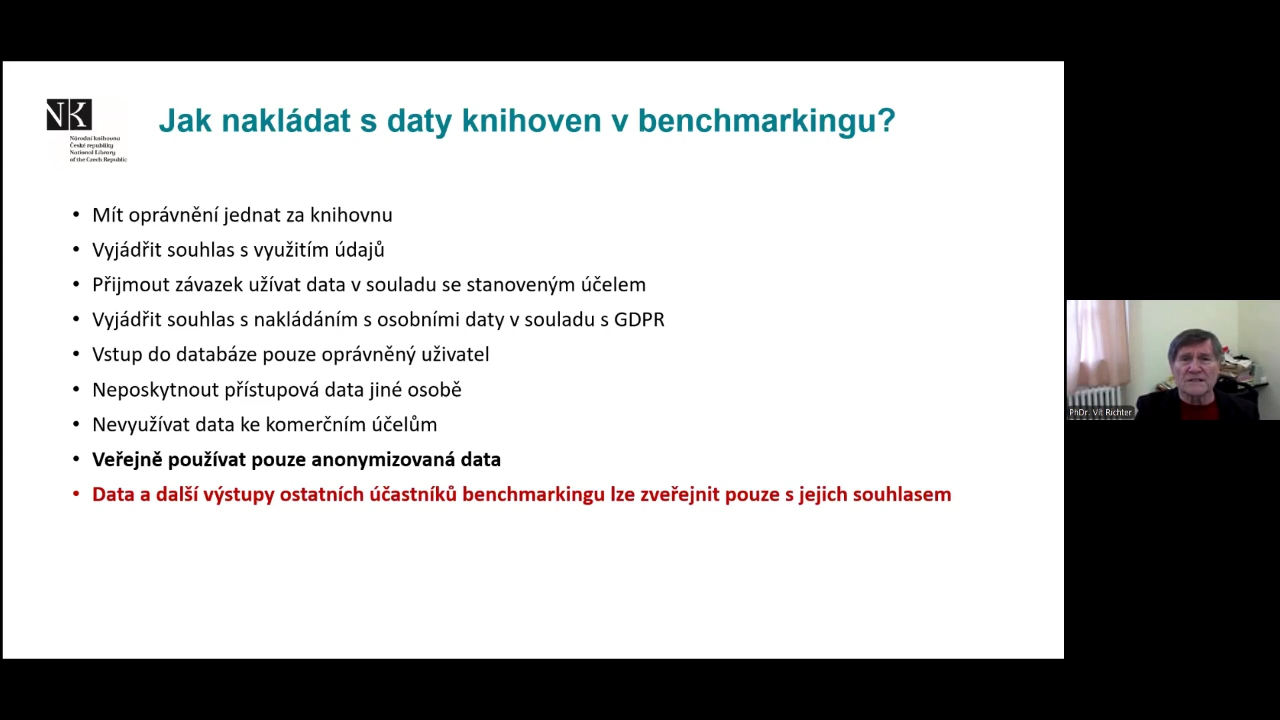 NK
Národní knihovna
České republiky
National Library
of the Czech Republic
Jak nakládat s daty knihoven v benchmarkingu?
• Mít oprávnění jednat za knihovnu
• Vyjádřit souhlas s využitím údajů
• Přijmout závazek užívat data v souladu se stanoveným účelem
• Vyjádřit souhlas s nakládáním s osobními daty v souladu s GDPR
• Vstup do databáze pouze oprávněný uživatel
• Neposkytnout přístupová data jiné osobě
• Nevyužívat data ke komerčním účelům
• Veřejně používat pouze anonymizovaná data
• Data a další výstupy ostatních účastníků benchmarkingu lze zveřejnit pouze s jejich souhlasem
PhDr. Vít Richter